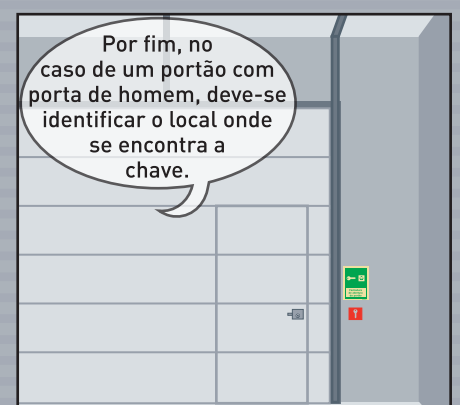 Por fim, no
caso de um portão com
porta de homem, deve-se
identificar o local onde
se encontra a
chave.